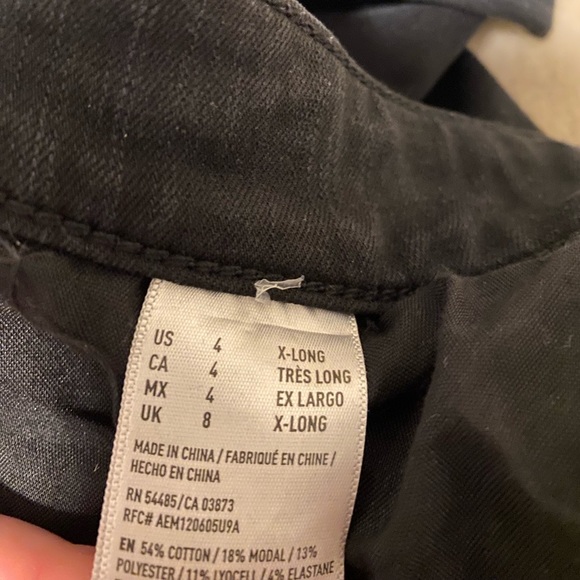 US 4 X-LONG
CA 4 TRÈS LONG
MX 4 EX LARGO
UK 8 X-LONG
MADE IN CHINA / FABRIQUÉ EN CHINE /
HECHO EN CHINA
RN 54485/CA 03873
RFC# AEM120605U9A
EN 54% COTTON / 18% MODAL / 13%
POLYESTER / 11% LYOCELL / 4% ELASTANE